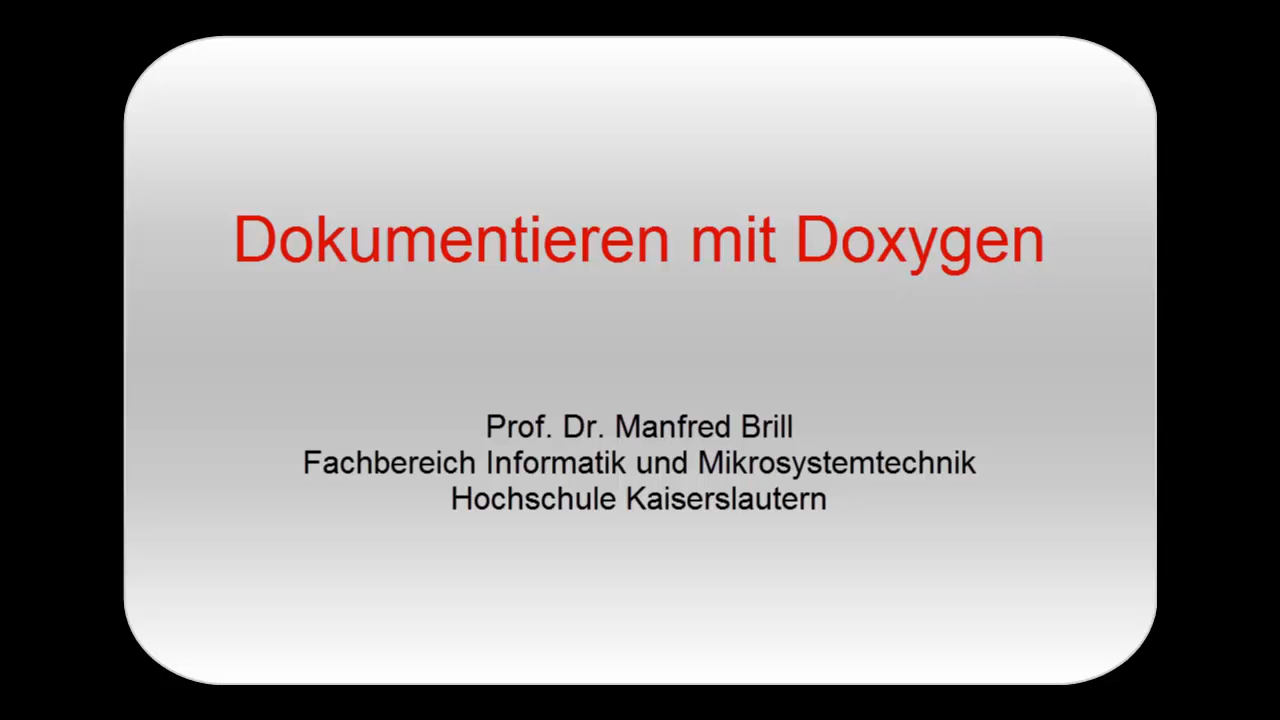 Dokumentieren mit Doxygen
Prof. Dr. Manfred Brill
Fachbereich Informatik und Mikrosystemtechnik
Hochschule Kaiserslautern